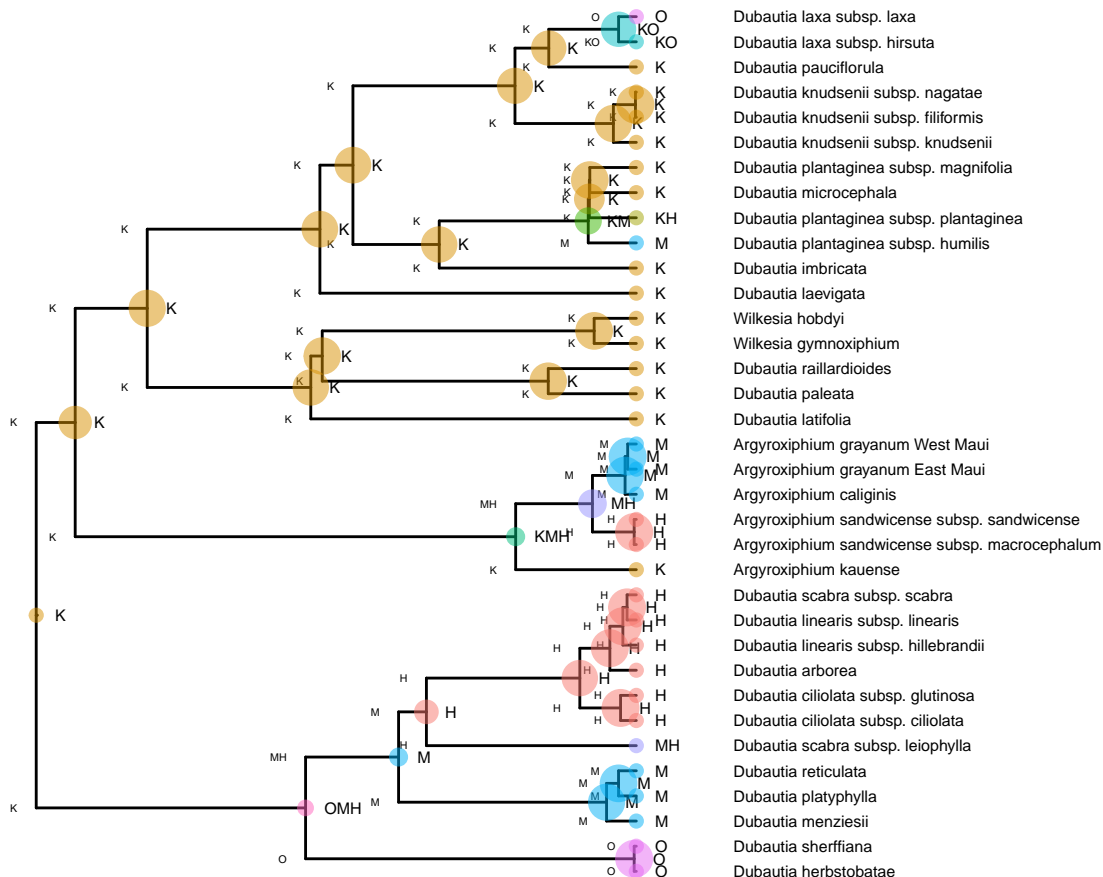 O O Dubautia laxa subsp. laxa
KO
K KO KO Dubautia laxa subsp. hirsuta
K K
K K K Dubautia pauciflorula
K K
K K K Dubautia knudsenii subsp. nagatae
K K
K K K K Dubautia knudsenii subsp. filiformis
K K Dubautia knudsenii subsp. knudsenii
K K K K Dubautia plantaginea subsp. magnifolia
K K
K K K Dubautia microcephala
K K KM KH Dubautia plantaginea subsp. plantaginea
K K K M M Dubautia plantaginea subsp. humilis
K K K Dubautia imbricata
K K Dubautia laevigata
K K
K K Wilkesia hobdyi
K K
K K Wilkesia gymnoxiphium
K K
K K Dubautia raillardioides
K K K K
K K Dubautia paleata
K K Dubautia latifolia
K K
M M Argyroxiphium grayanum West Maui
M M
M M M M Argyroxiphium grayanum East Maui
M M Argyroxiphium caliginis
MH MH
H H Argyroxiphium sandwicense subsp. sandwicense
K KMH H H
H H Argyroxiphium sandwicense subsp. macrocephalum
K K Argyroxiphium kauense
H H Dubautia scabra subsp. scabra
H H
K H H Dubautia linearis subsp. linearis
H H
H H H H Dubautia linearis subsp. hillebrandii
H H Dubautia arborea
H H
H H Dubautia ciliolata subsp. glutinosa
H
M H H H Dubautia ciliolata subsp. ciliolata
H MH Dubautia scabra subsp. leiophylla
MH M
M M Dubautia reticulata
M M
M M M M Dubautia platyphylla
K OMH
M M Dubautia menziesii
O O Dubautia sherffiana
O O
O O Dubautia herbstobatae